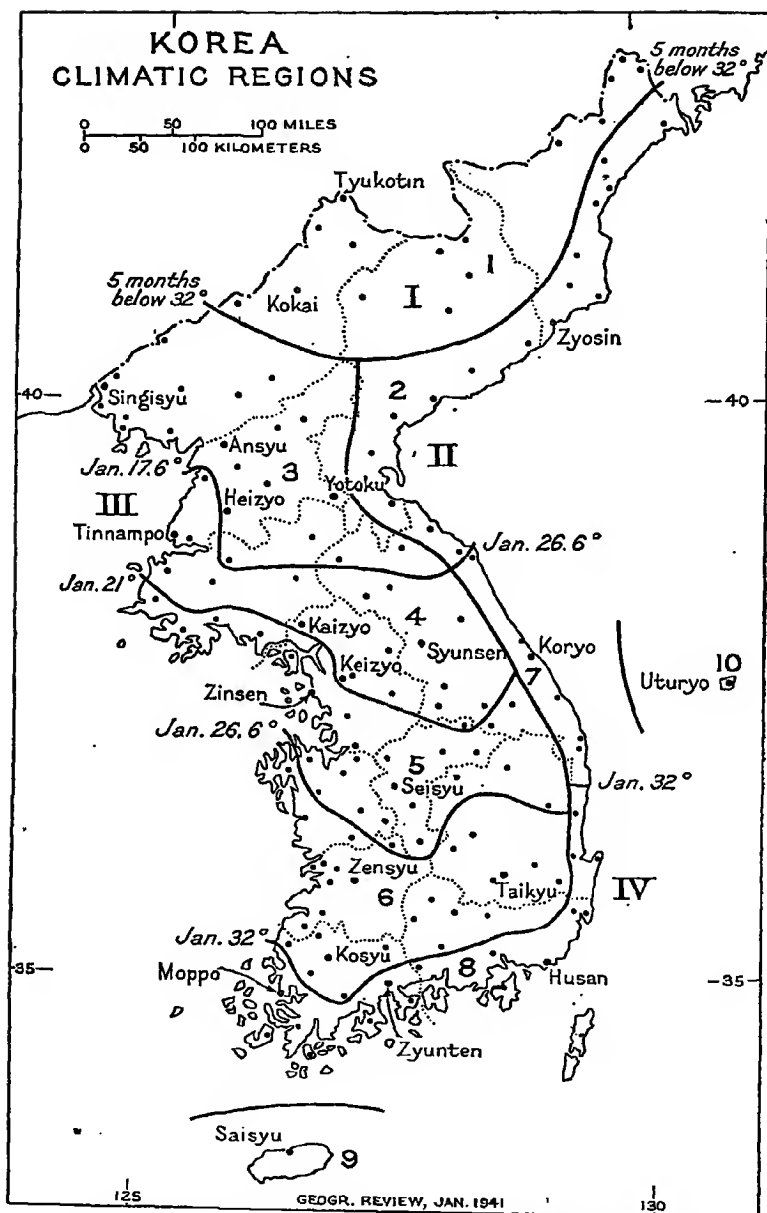 KOREA
CLIMATIC REGIONS
0 50 100 MILES
0 50 100 KILOMETERS
5 months
below 32°
Tyukotin
1
5 months
below 32°
Kokai
I
Zyosin
40
Singisyu
2
40
Ansyu
II
Jan. 17.6°
3
III
Heizyo
Yotoku
Tinnampo
Jan. 26.6°
Jan. 21°
4
Kaizyo
Syunsen
Koryo
Keizyo
7
10
Uturyo
Zinsen
Jan. 26.6°
5
Seisyu
Jan. 32°
Zensyu
Taikyu
IV
6
Jan. 32°
Kosyu
35
8
35
Moppo
Husan
Zyunten
Saisyu
9
125
GEOGR. REVIEW, JAN. 1941
130